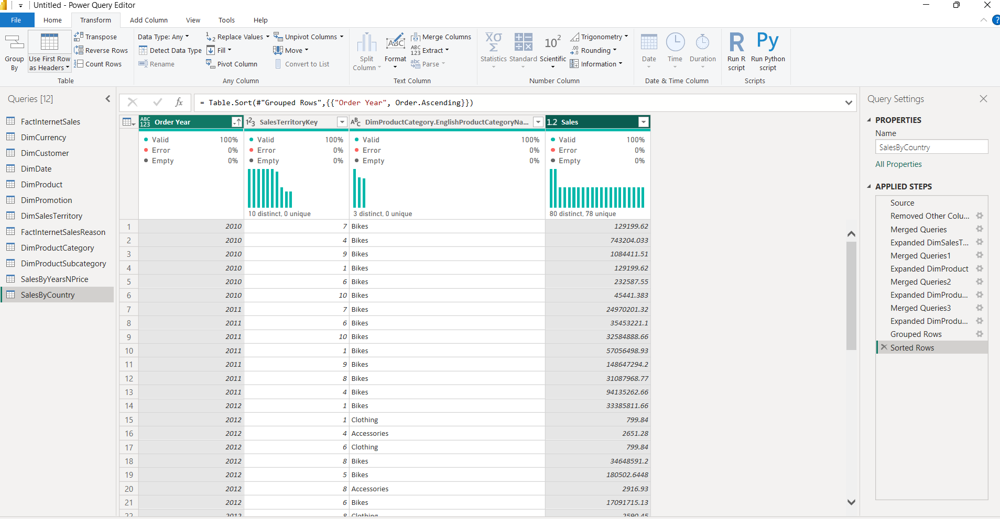 Untitled - Power Query Editor
File Home Transform Add Column View Tools Help
Group By
Use First Row as Headers
Transpose
Reverse Rows
Count Rows
Table
Data Type: Any
Detect Data Type
Rename
Replace Values
Fill
Pivot Column
Unpivot Columns
Move
Convert to List
Any Column
Split Column
Format
Merge Columns
Extract
Parse
Text Column
Statistics
Standard
Scientific
Trigonometry
Rounding
Information
Number Column
Date
Time
Duration
Date & Time Column
R
Run R script
Py
Run Python script
Scripts
Queries [12]
FactInternetSales
DimCurrency
DimCustomer
DimDate
DimProduct
DimPromotion
DimSalesTerritory
FactInternetSalesReason
DimProductCategory
DimProductSubcategory
SalesByYearsNPrice
SalesByCountry
fx = Table.Sort(#"Grouped Rows",{{"Order Year", Order.Ascending}})
ABC 123 Order Year 123 SalesTerritoryKey ABC DimProductCategory.EnglishProductCategoryNa... 1.2 Sales
Valid 100% Valid 100% Valid 100% Valid 100%
Error 0% Error 0% Error 0% Error 0%
Empty 0% Empty 0% Empty 0% Empty 0%
10 distinct, 0 unique 3 distinct, 0 unique 80 distinct, 78 unique
1 2010 7 Bikes 129199.62
2 2010 4 Bikes 743204.033
3 2010 9 Bikes 1084411.51
4 2010 1 Bikes 129199.62
5 2010 6 Bikes 232587.55
6 2010 10 Bikes 45441.383
7 2011 7 Bikes 24970201.32
8 2011 6 Bikes 35453221.1
9 2011 10 Bikes 32584888.66
10 2011 1 Bikes 57056498.93
11 2011 9 Bikes 148647294.2
12 2011 8 Bikes 31087968.77
13 2011 4 Bikes 94135262.66
14 2012 1 Bikes 33385811.66
15 2012 1 Clothing 799.84
16 2012 4 Accessories 2651.28
17 2012 6 Clothing 799.84
18 2012 8 Bikes 34648591.2
19 2012 5 Bikes 180502.6448
20 2012 8 Accessories 2916.93
21 2012 6 Bikes 17091715.13
22 2012 8 Clothing 2590.45
Query Settings
PROPERTIES
Name
SalesByCountry
All Properties
APPLIED STEPS
Source
Removed Other Colu...
Merged Queries
Expanded DimSalesT...
Merged Queries1
Expanded DimProduct
Merged Queries2
Expanded DimProdu...
Merged Queries3
Expanded DimProdu...
Grouped Rows
Sorted Rows